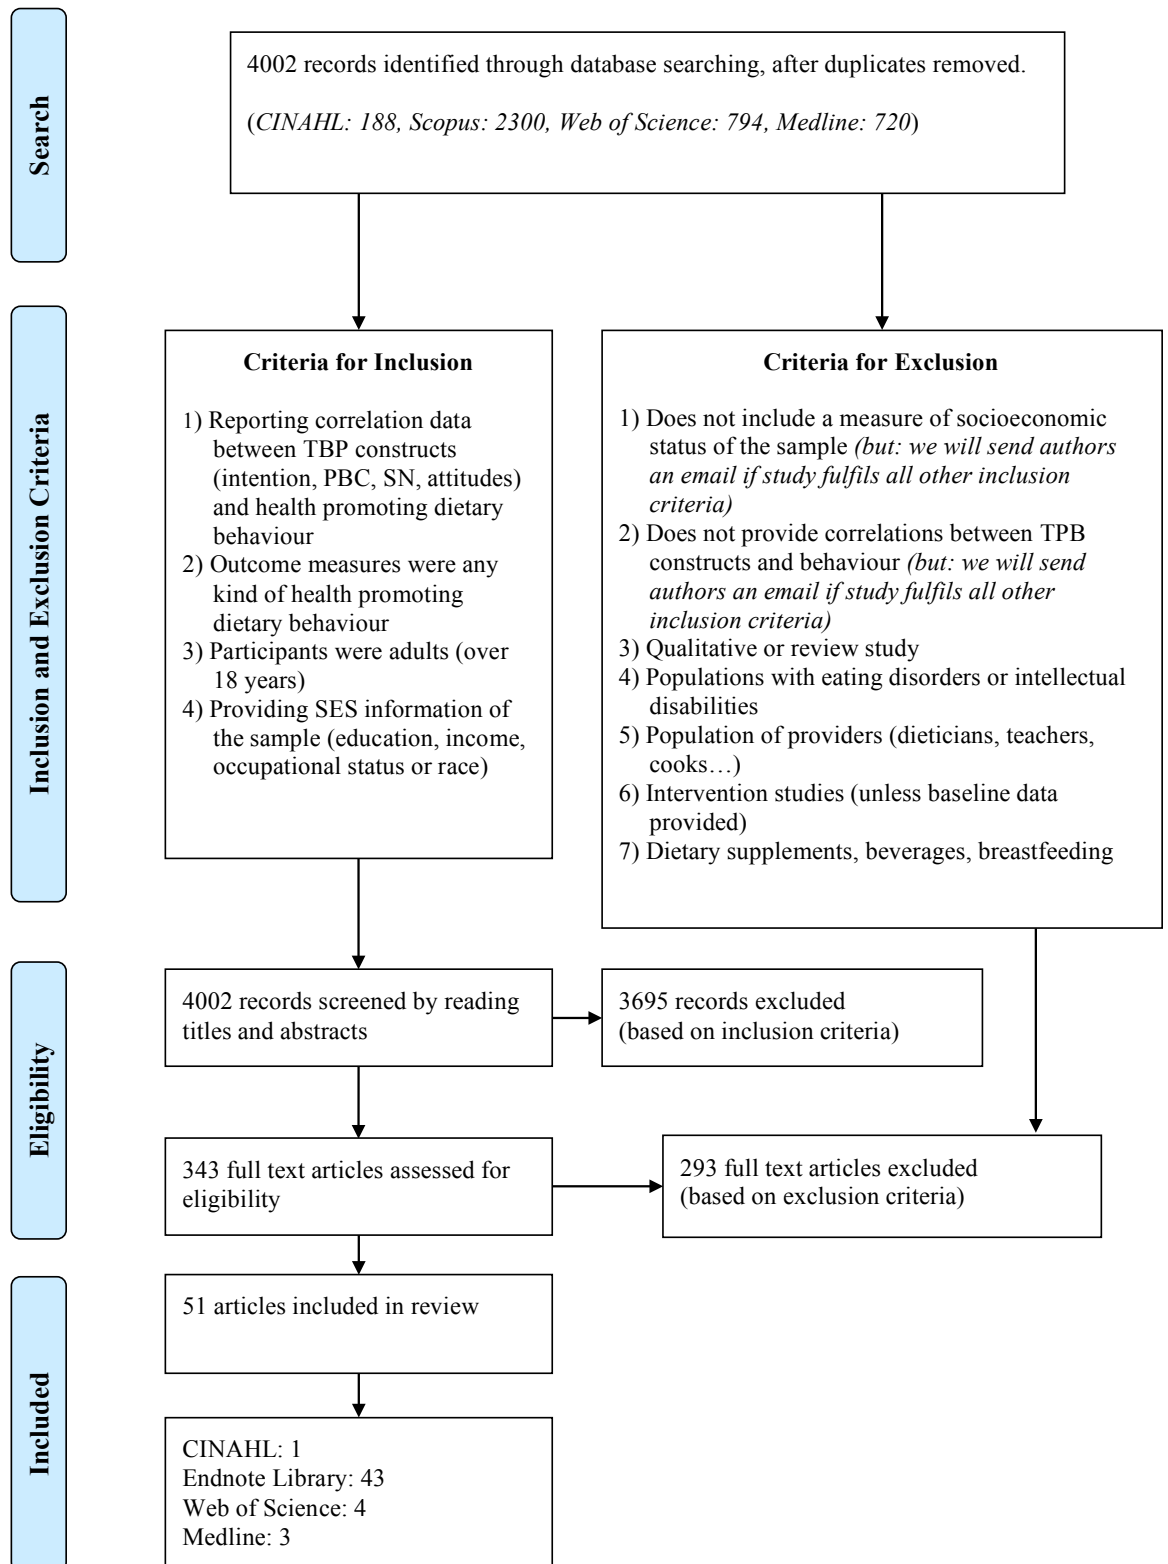 Search
4002 records identified through database searching, after duplicates removed.
(CINAHL: 188, Scopus: 2300, Web of Science: 794, Medline: 720)
Inclusion and Exclusion Criteria
Criteria for Inclusion
1) Reporting correlation data
between TBP constructs
(intention, PBC, SN, attitudes)
and health promoting dietary
behaviour
2) Outcome measures were any
kind of health promoting
dietary behaviour
3) Participants were adults (over
18 years)
4) Providing SES information of
the sample (education, income,
occupational status or race)
Criteria for Exclusion
1) Does not include a measure of socioeconomic
status of the sample (but: we will send authors
an email if study fulfils all other inclusion
criteria)
2) Does not provide correlations between TPB
constructs and behaviour (but: we will send
authors an email if study fulfils all other
inclusion criteria)
3) Qualitative or review study
4) Populations with eating disorders or intellectual
disabilities
5) Population of providers (dieticians, teachers,
cooks…)
6) Intervention studies (unless baseline data
provided)
7) Dietary supplements, beverages, breastfeeding
Eligibility
4002 records screened by reading
titles and abstracts
3695 records excluded
(based on inclusion criteria)
343 full text articles assessed for
eligibility
293 full text articles excluded
(based on exclusion criteria)
Included
51 articles included in review
CINAHL: 1
Endnote Library: 43
Web of Science: 4
Medline: 3